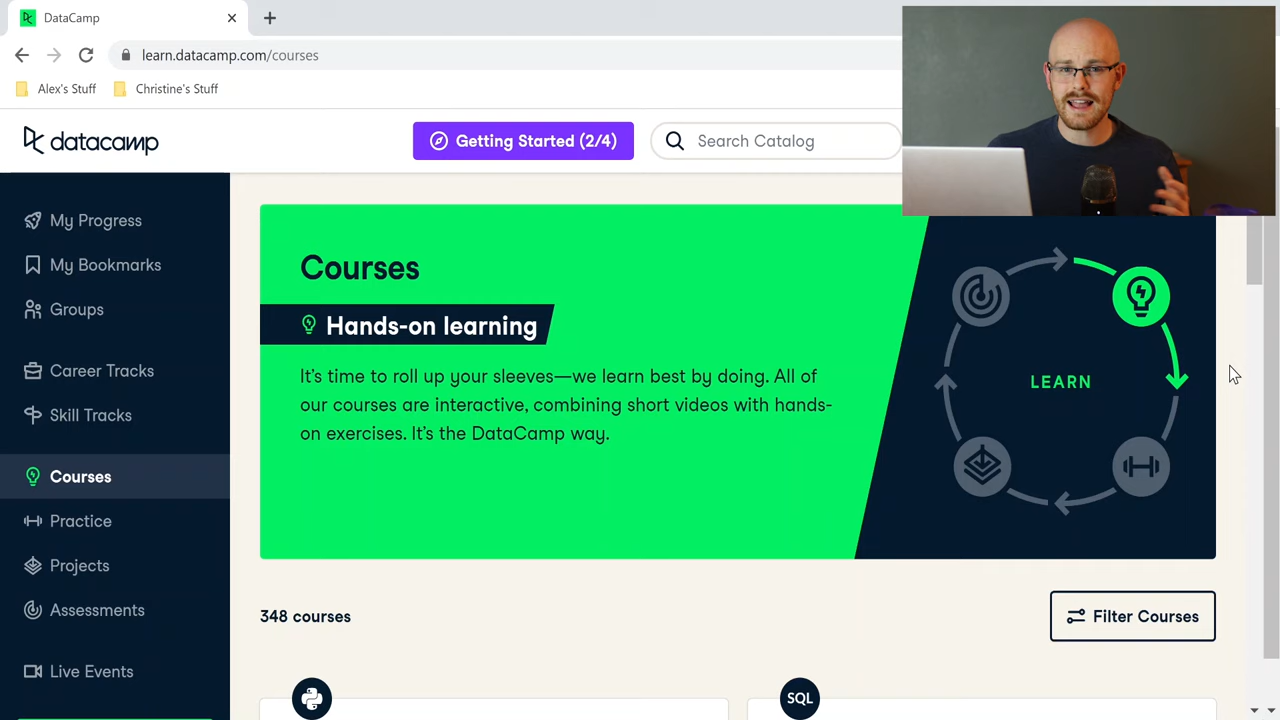 DataCamp
learn.datacamp.com/courses
Alex's Stuff
Christine's Stuff
datacamp
Getting Started (2/4)
Search Catalog
My Progress
My Bookmarks
Groups
Career Tracks
Skill Tracks
Courses
Practice
Projects
Assessments
Live Events
Courses
Hands-on learning
It's time to roll up your sleeves—we learn best by doing. All of
our courses are interactive, combining short videos with hands-
on exercises. It's the DataCamp way.
LEARN
348 courses
Filter Courses
SQL